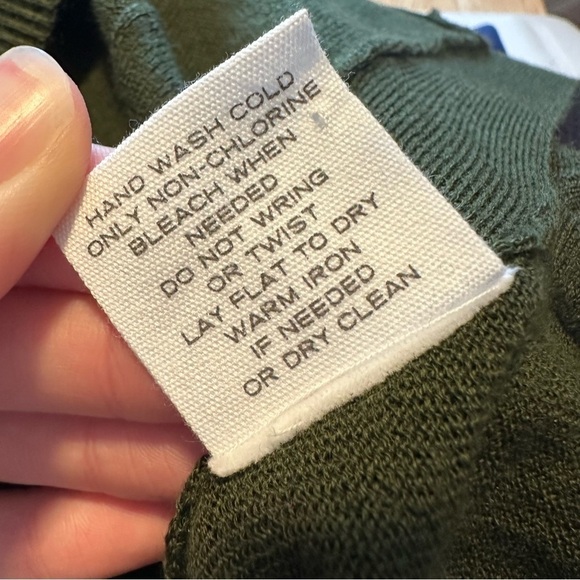 HAND WASH COLD
ONLY NON-CHLORINE
BLEACH WHEN
NEEDED
DO NOT WRING
OR TWIST
LAY FLAT TO DRY
WARM IRON
IF NEEDED
OR DRY CLEAN